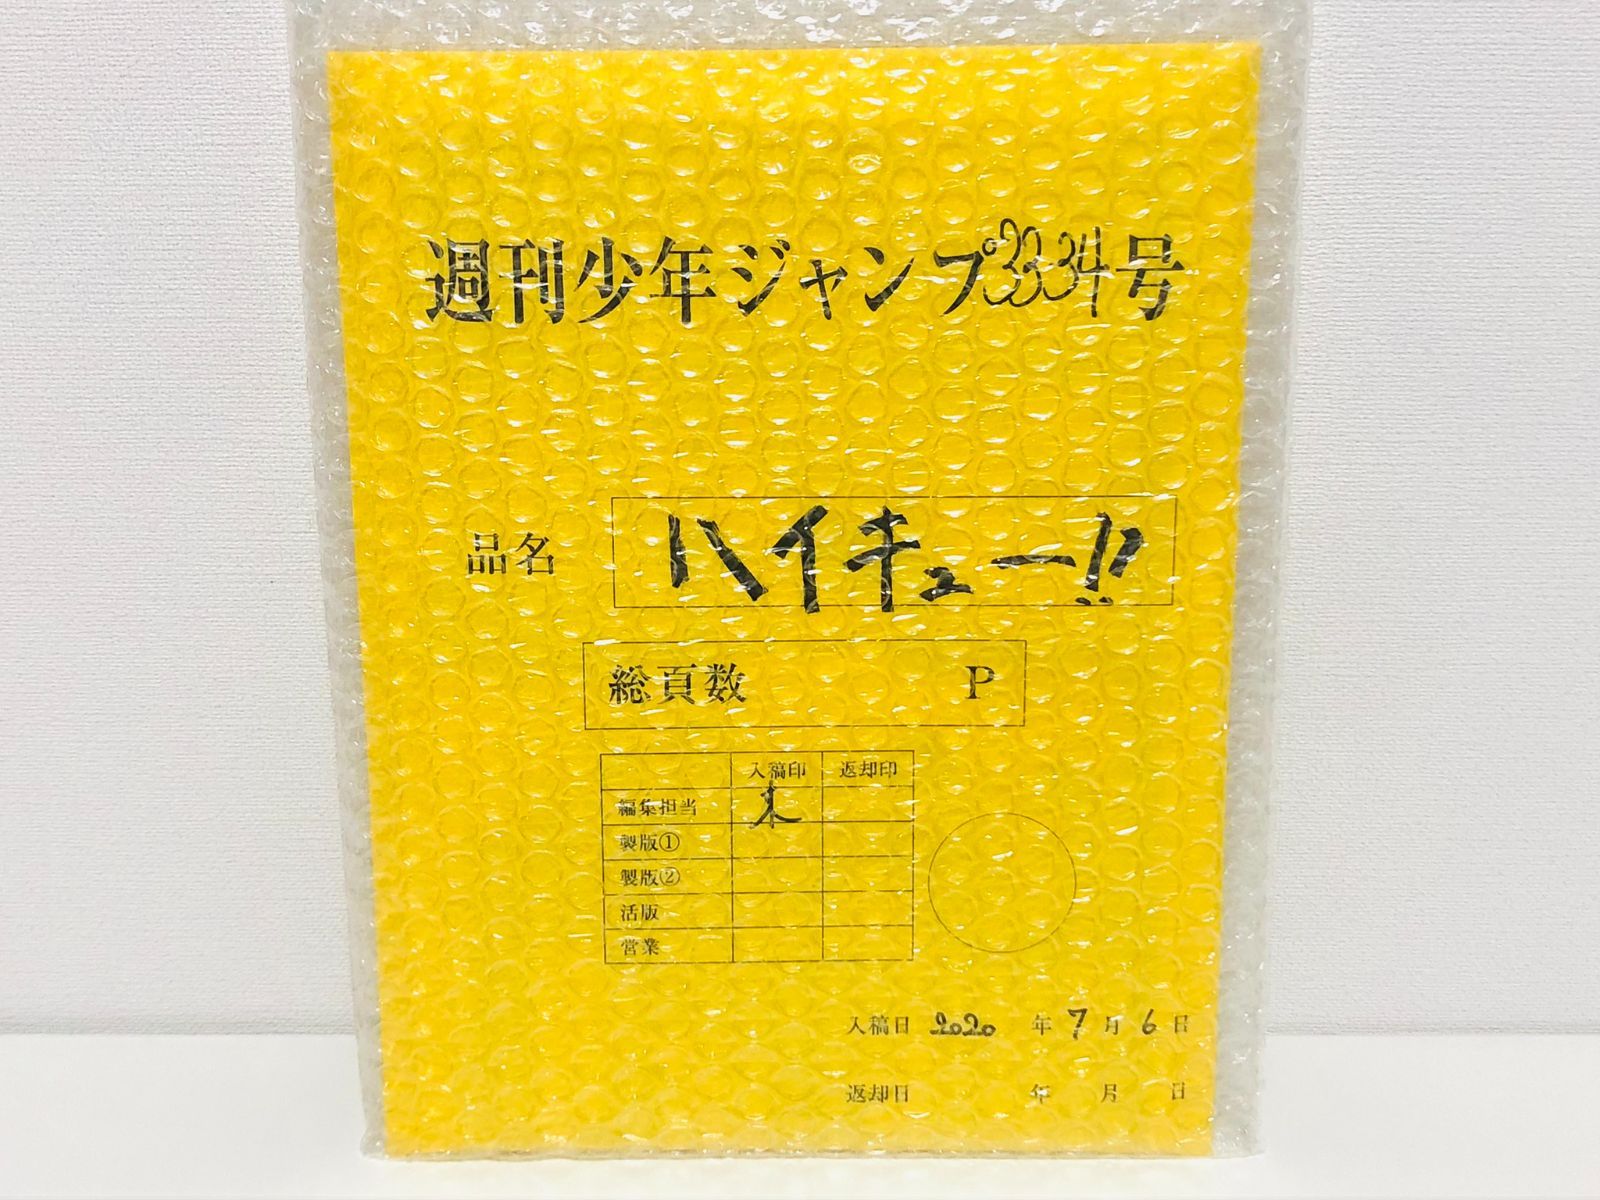 週刊少年ジャンプ33・34号
品名 ハイキュー!!
総頁数 P
入稿印 返却印
編集担当 本
製版①
製版②
活版
営業
入稿日 2020 年 7 月 6 日
返却日 年 月 日